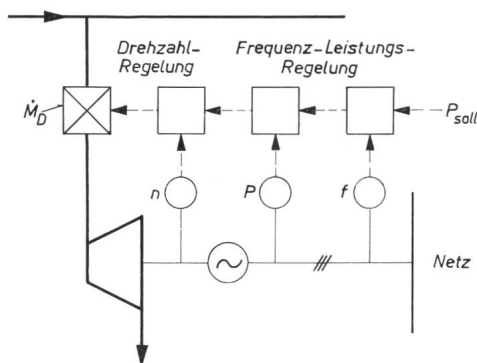 Drehzahl-
Regelung
Frequenz-Leistungs-
Regelung
Ṁ_D
P_soll
n
P
f
Netz